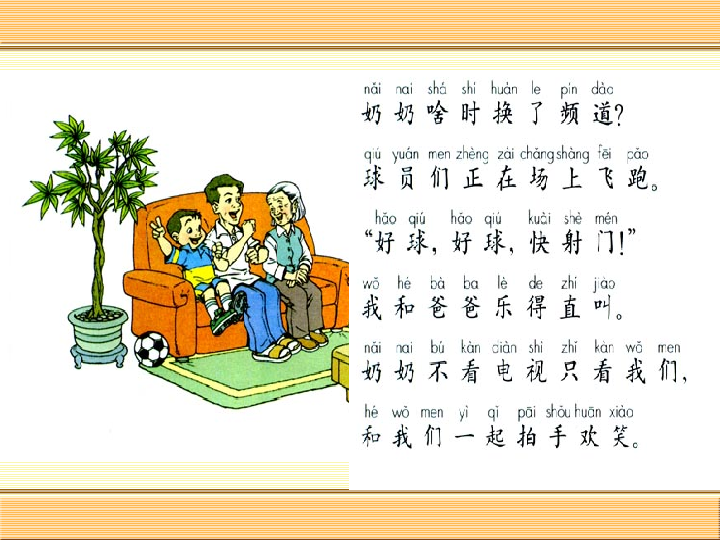 nǎi nai shá shí huàn le pín dào
奶奶啥时换了频道?
qiú yuán men zhèng zài chǎng shàng fēi pǎo
球员们正在场上飞跑。
hǎo qiú hǎo qiú kuài shè mén
“好球,好球,快射门!”
wǒ hé bà ba lè de zhí jiào
我和爸爸乐得直叫。
nǎi nai bú kàn diàn shì zhǐ kàn wǒ men
奶奶不看电视只看我们,
hé wǒ men yì qǐ pāi shǒu huān xiào
和我们一起拍手欢笑。